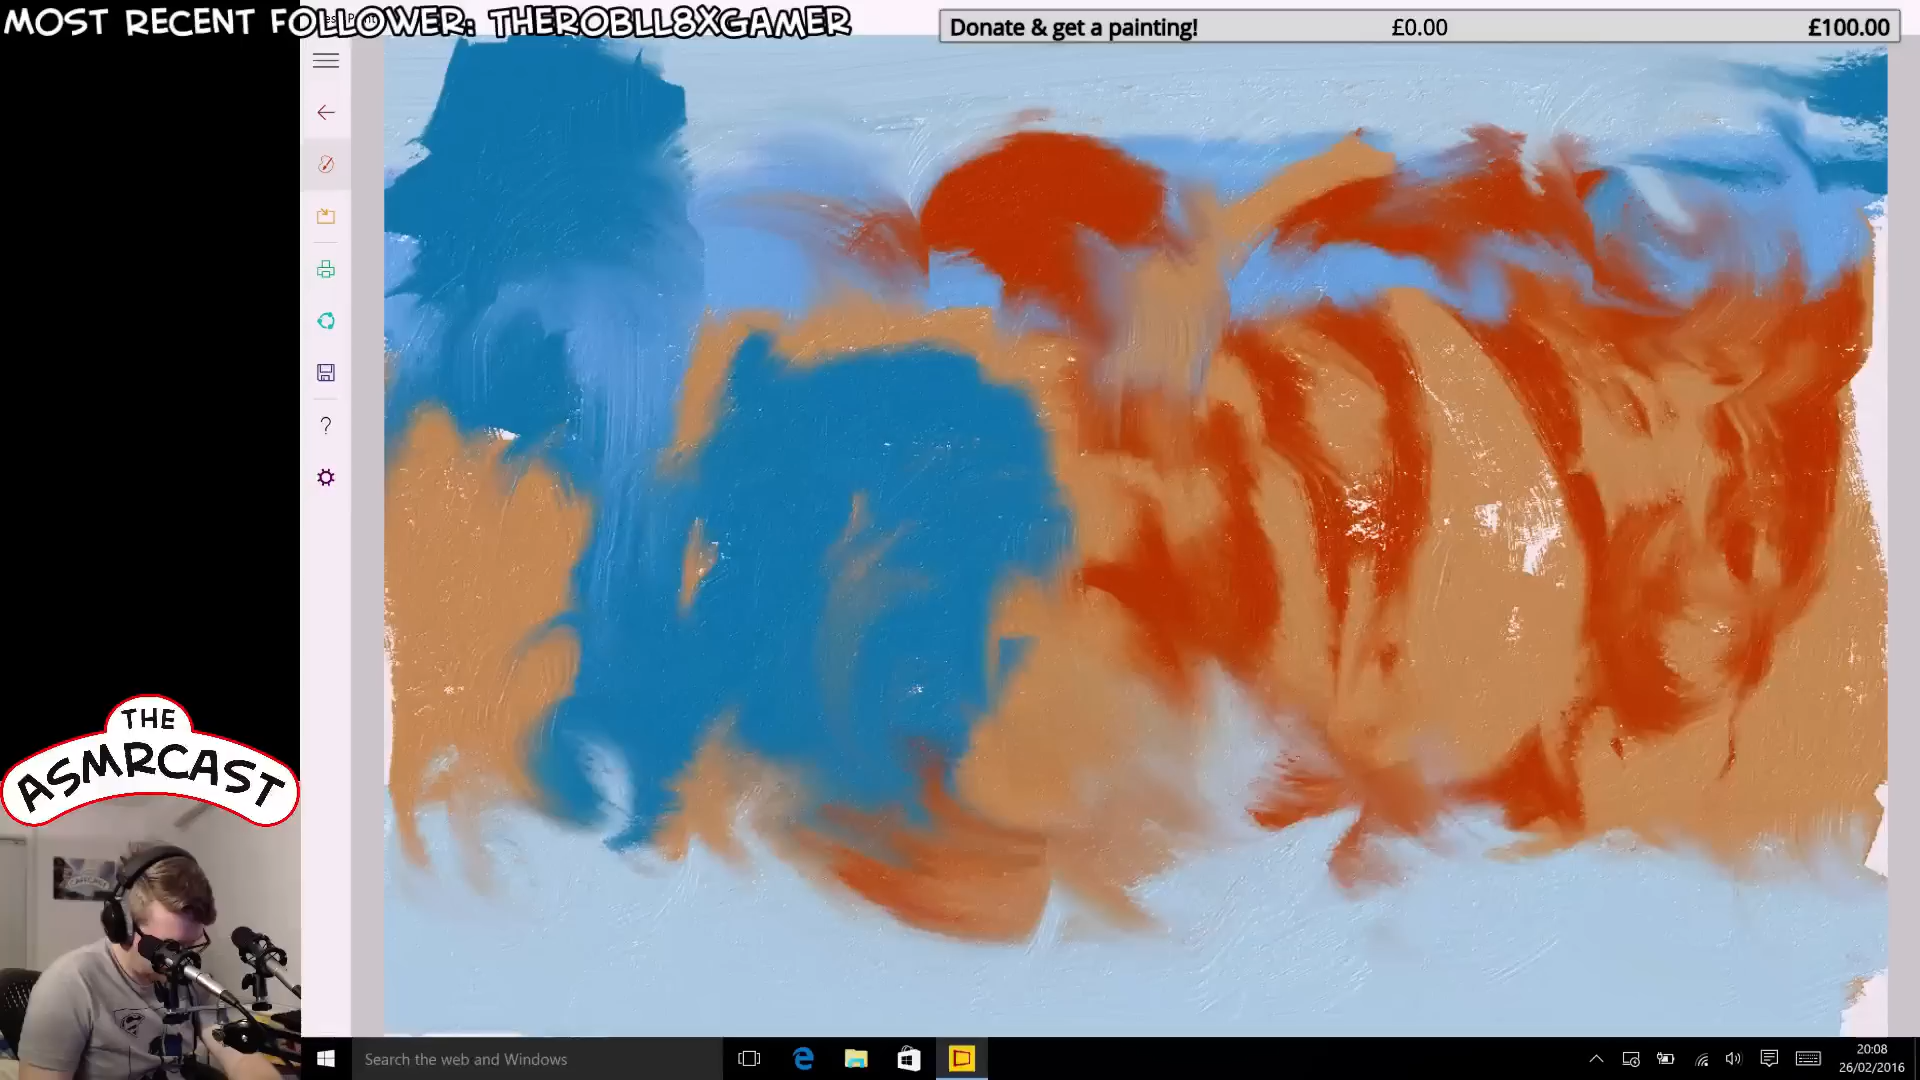 MOST RECENT FOLLOWER: THEROBLL8XGAMER
Donate & get a painting! £0.00 £100.00
THE
ASMRCAST
Search the web and Windows
20:08
26/02/2016